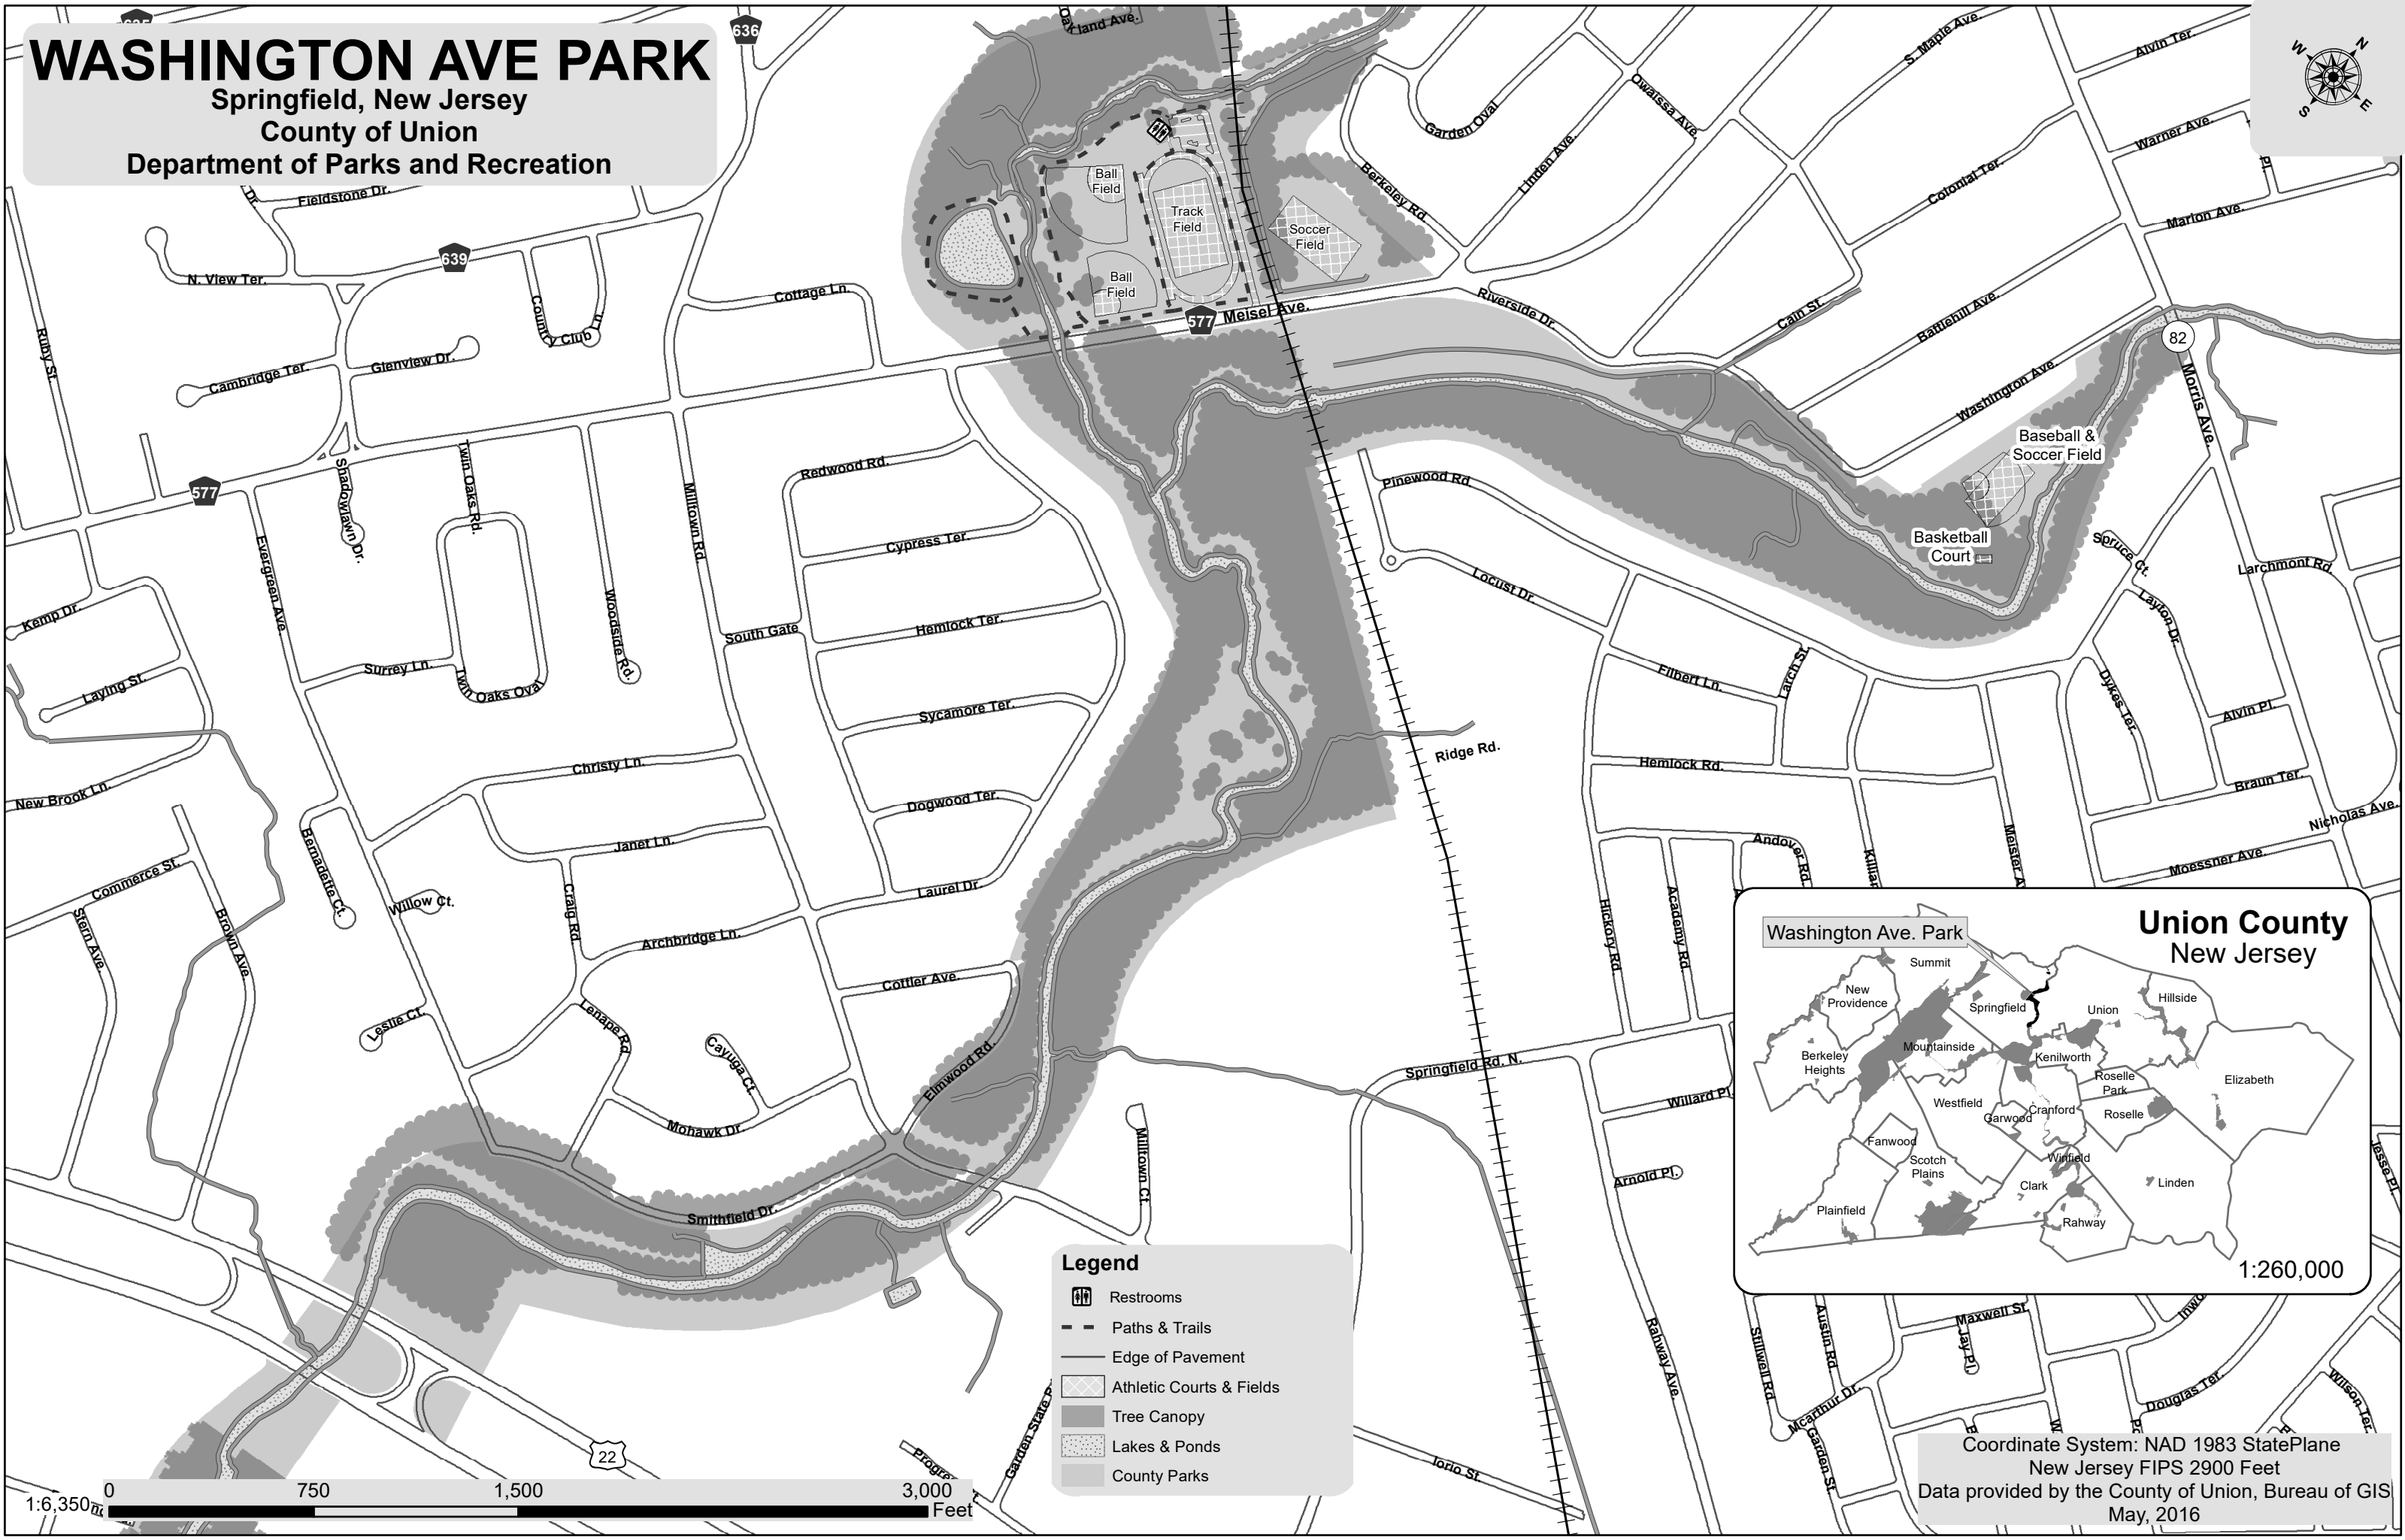 WASHINGTON AVE PARK
Springfield, New Jersey
County of Union
Department of Parks and Recreation
636
land Ave.
Alvin Ter
S. Maple Ave.
W
N
S
E
Owaissa Ave.
Garden Oval
Linden Ave.
Warner Ave.
Pl.
Colonial Ter.
Marion Ave.
Berkeley Rd
Dr.
Fieldstone Dr.
639
N. View Ter.
County Club Ln.
Cottage Ln.
Ball
Field
Track
Field
Soccer
Field
Ball
Field
577
Meisel Ave.
Riverside Dr
Cain St.
Battlehill Ave.
Washington Ave.
82
Morris Ave.
Ruby St.
Cambridge Ter.
Glenview Dr.
Baseball &
Soccer Field
Basketball
Court
577
Shadowlawn Dr.
Twin Oaks Rd.
Milltown Rd.
Redwood Rd.
Pinewood Rd
Cypress Ter.
Evergreen Ave.
Woodside Rd.
Locust Dr.
Spruce Ct.
Larchmont Rd.
Layton Dr.
Kemp Dr.
South Gate
Hemlock Ter.
Surrey Ln.
Twin Oaks Oval
Laying St.
Filbert Ln.
Larch St.
Dykes Ter.
Alvin Pl.
Sycamore Ter.
Ridge Rd.
Christy Ln.
Hemlock Rd.
Braun Ter.
New Brook Ln.
Dogwood Ter.
Nicholas Ave.
Bernadette Ct.
Janet Ln.
Andover Rd.
Killian
Meister A
Moessner Ave.
Commerce St.
Willow Ct.
Craig Rd.
Laurel Dr.
Hickory Rd.
Academy Rd.
Stern Ave.
Brown Ave.
Archbridge Ln.
Cottler Ave.
Leslie Ct.
Lenape Rd
Cayuga Ct.
Elmwood Rd.
Springfield Rd. N.
Willard Pl.
Mohawk Dr.
Milltown Ct.
Arnold Pl.
Smithfield Dr.
Jesse Pl.
Washington Ave. Park
Union County
New Jersey
Summit
New
Providence
Springfield
Union
Hillside
Berkeley
Heights
Mountainside
Kenilworth
Roselle
Park
Elizabeth
Westfield
Garwood
Cranford
Roselle
Fanwood
Scotch
Plains
Winfield
Clark
Linden
Plainfield
Rahway
1:260,000
Legend
Restrooms
Paths & Trails
Edge of Pavement
Athletic Courts & Fields
Tree Canopy
Lakes & Ponds
County Parks
Rahway Ave.
Stillwell Rd.
Austin Rd.
Maxwell St.
Jay Pl.
Inwo
Mcarthur Dr.
Garden St.
Douglas Ter.
Wilson Ter.
22
Garden State P
Progre
Iorio St.
1:6,350
0 750 1,500 3,000
Feet
Coordinate System: NAD 1983 StatePlane
New Jersey FIPS 2900 Feet
Data provided by the County of Union, Bureau of GIS
May, 2016